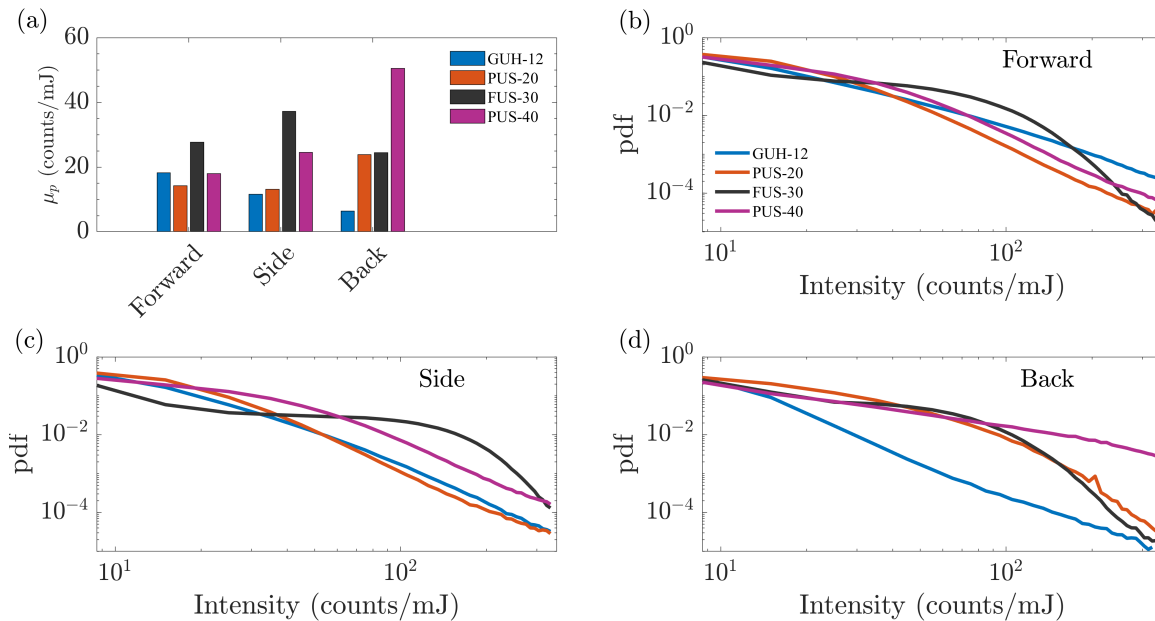 (a)
60
40
20
0
μ_p (counts/mJ)
GUH-12
PUS-20
FUS-30
PUS-40
Forward
Side
Back
(b)
Forward
10^0
10^-2
10^-4
pdf
GUH-12
PUS-20
FUS-30
PUS-40
10^1
10^2
Intensity (counts/mJ)
(c)
Side
10^0
10^-2
10^-4
pdf
10^1
10^2
Intensity (counts/mJ)
(d)
Back
10^0
10^-2
10^-4
pdf
10^1
10^2
Intensity (counts/mJ)